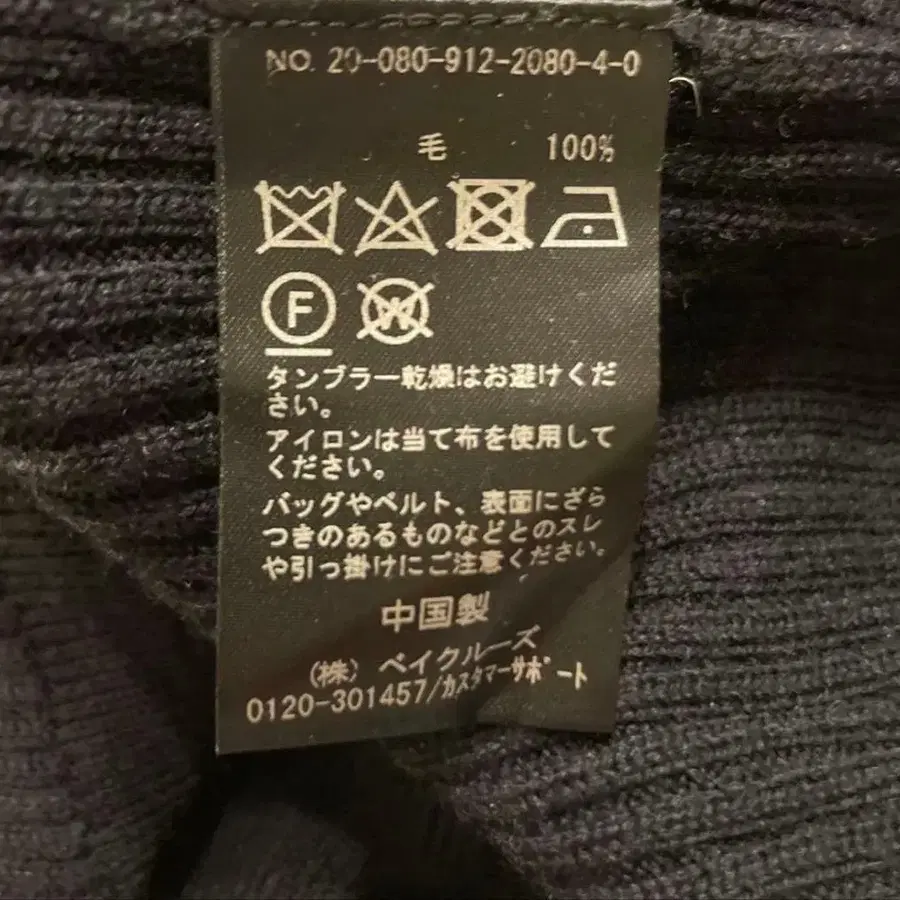 NO. 20-080-912-2080-4-0
毛 100%
F W
タンブラー乾燥はお避けくだ
さい。
アイロンは当て布を使用して
ください。
バッグやベルト、表面にざら
つきのあるものなどとのスレ
や引っ掛けにご注意ください。
中国製
(株) ベイクルーズ
0120-301457/カスタマーサポート